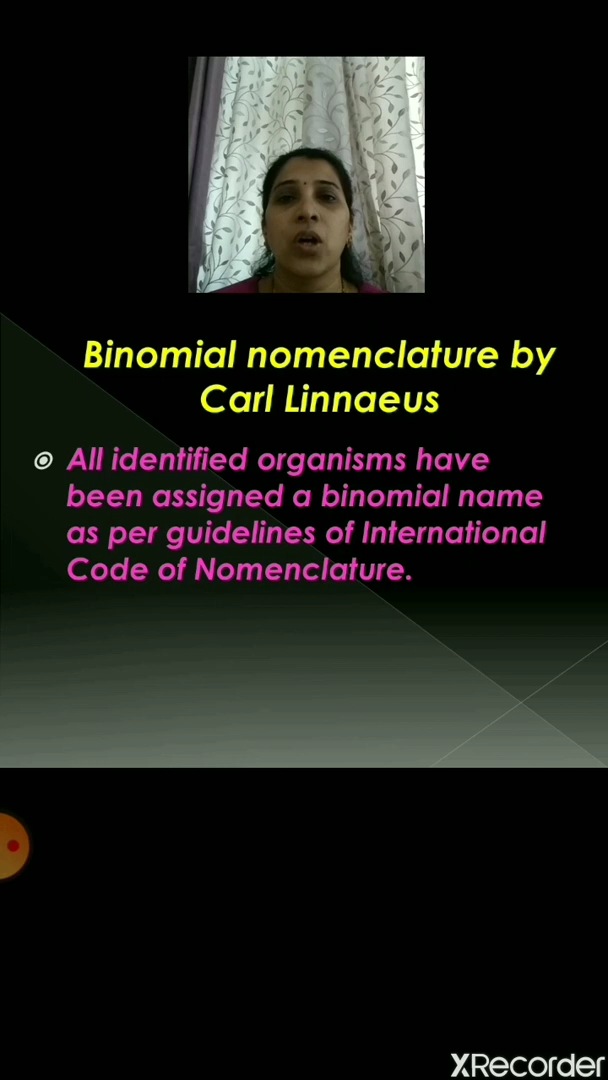 Binomial nomenclature by
Carl Linnaeus
All identified organisms have
been assigned a binomial name
as per guidelines of International
Code of Nomenclature.
XRecorder